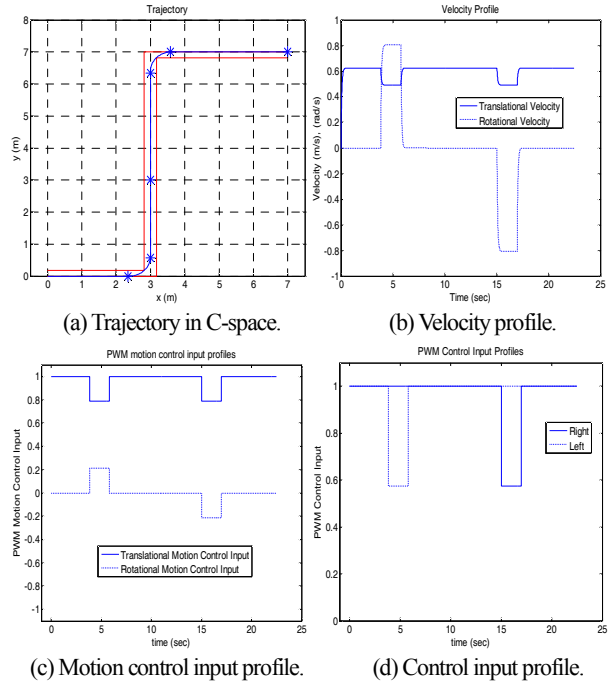 Trajectory
8
7
6
5
4
3
2
1
0
y (m)
0 1 2 3 4 5 6 7
x (m)
(a) Trajectory in C-space.
Velocity Profile
1
0.8
0.6
0.4
0.2
0
-0.2
-0.4
-0.6
-0.8
-1
Velocity (m/s), (rad/s)
Translational Velocity
Rotational Velocity
0 5 10 15 20 25
Time (sec)
(b) Velocity profile.
PWM motion control input profiles
1
0.8
0.6
0.4
0.2
0
-0.2
-0.4
-0.6
-0.8
-1
PWM Motion Control Input
Translational Motion Control Input
Rotational Motion Control Input
0 5 10 15 20 25
time (sec)
(c) Motion control input profile.
PWM Control Input Profiles
1
0.8
0.6
0.4
0.2
0
PWM Control Input
Right
Left
0 5 10 15 20 25
time (sec)
(d) Control input profile.